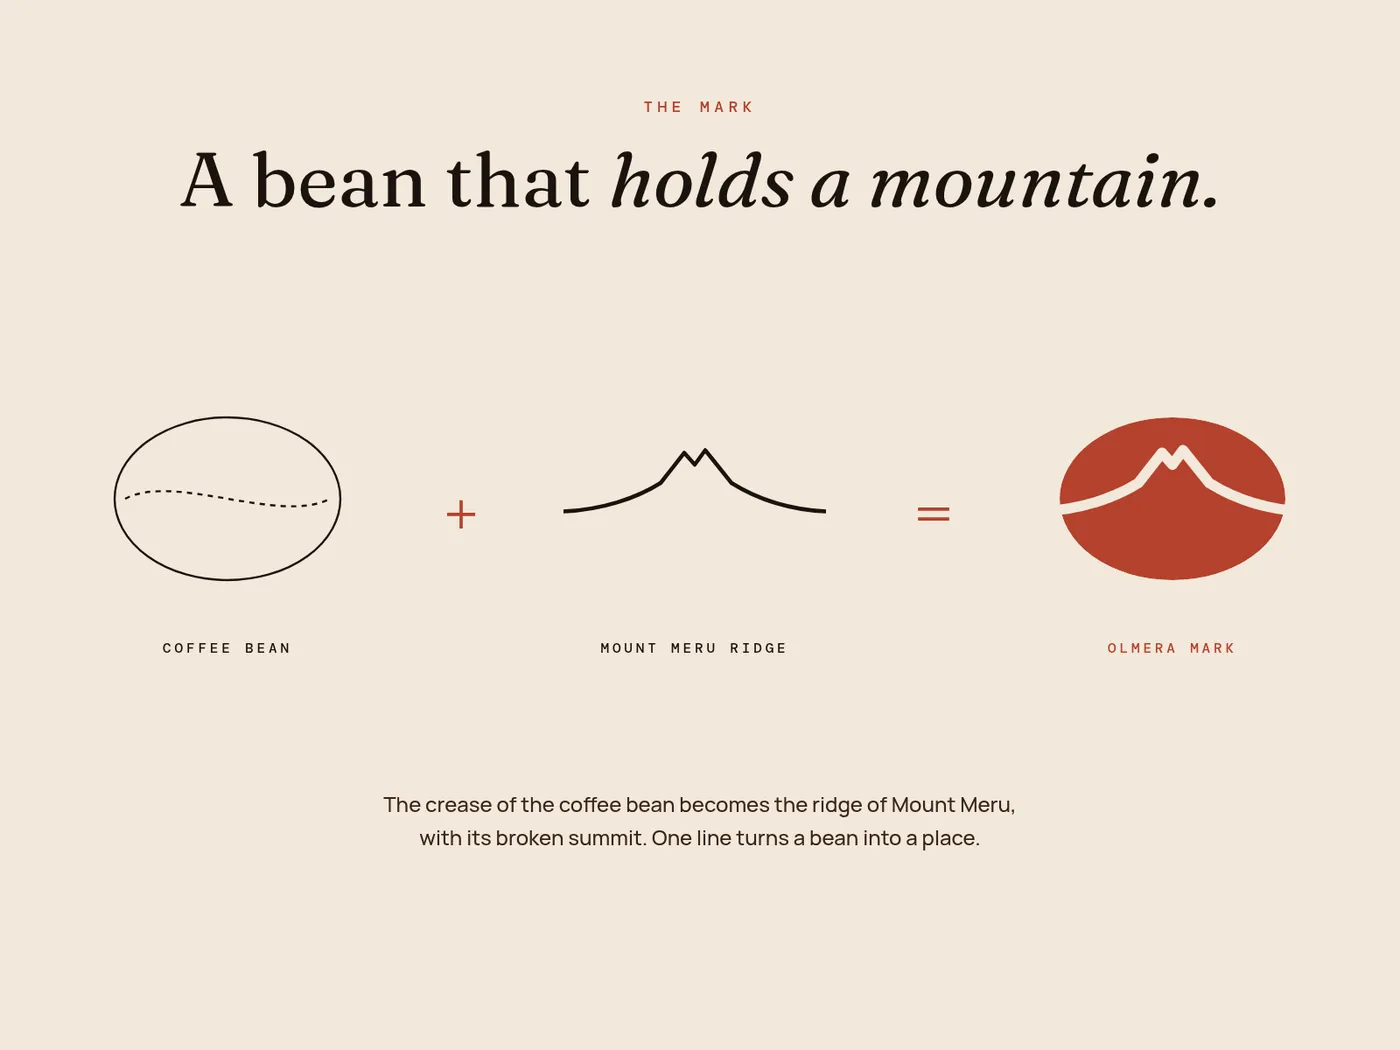 THE MARK
A bean that holds a mountain.
+
=
COFFEE BEAN
MOUNT MERU RIDGE
OLMERA MARK
The crease of the coffee bean becomes the ridge of Mount Meru,
with its broken summit. One line turns a bean into a place.